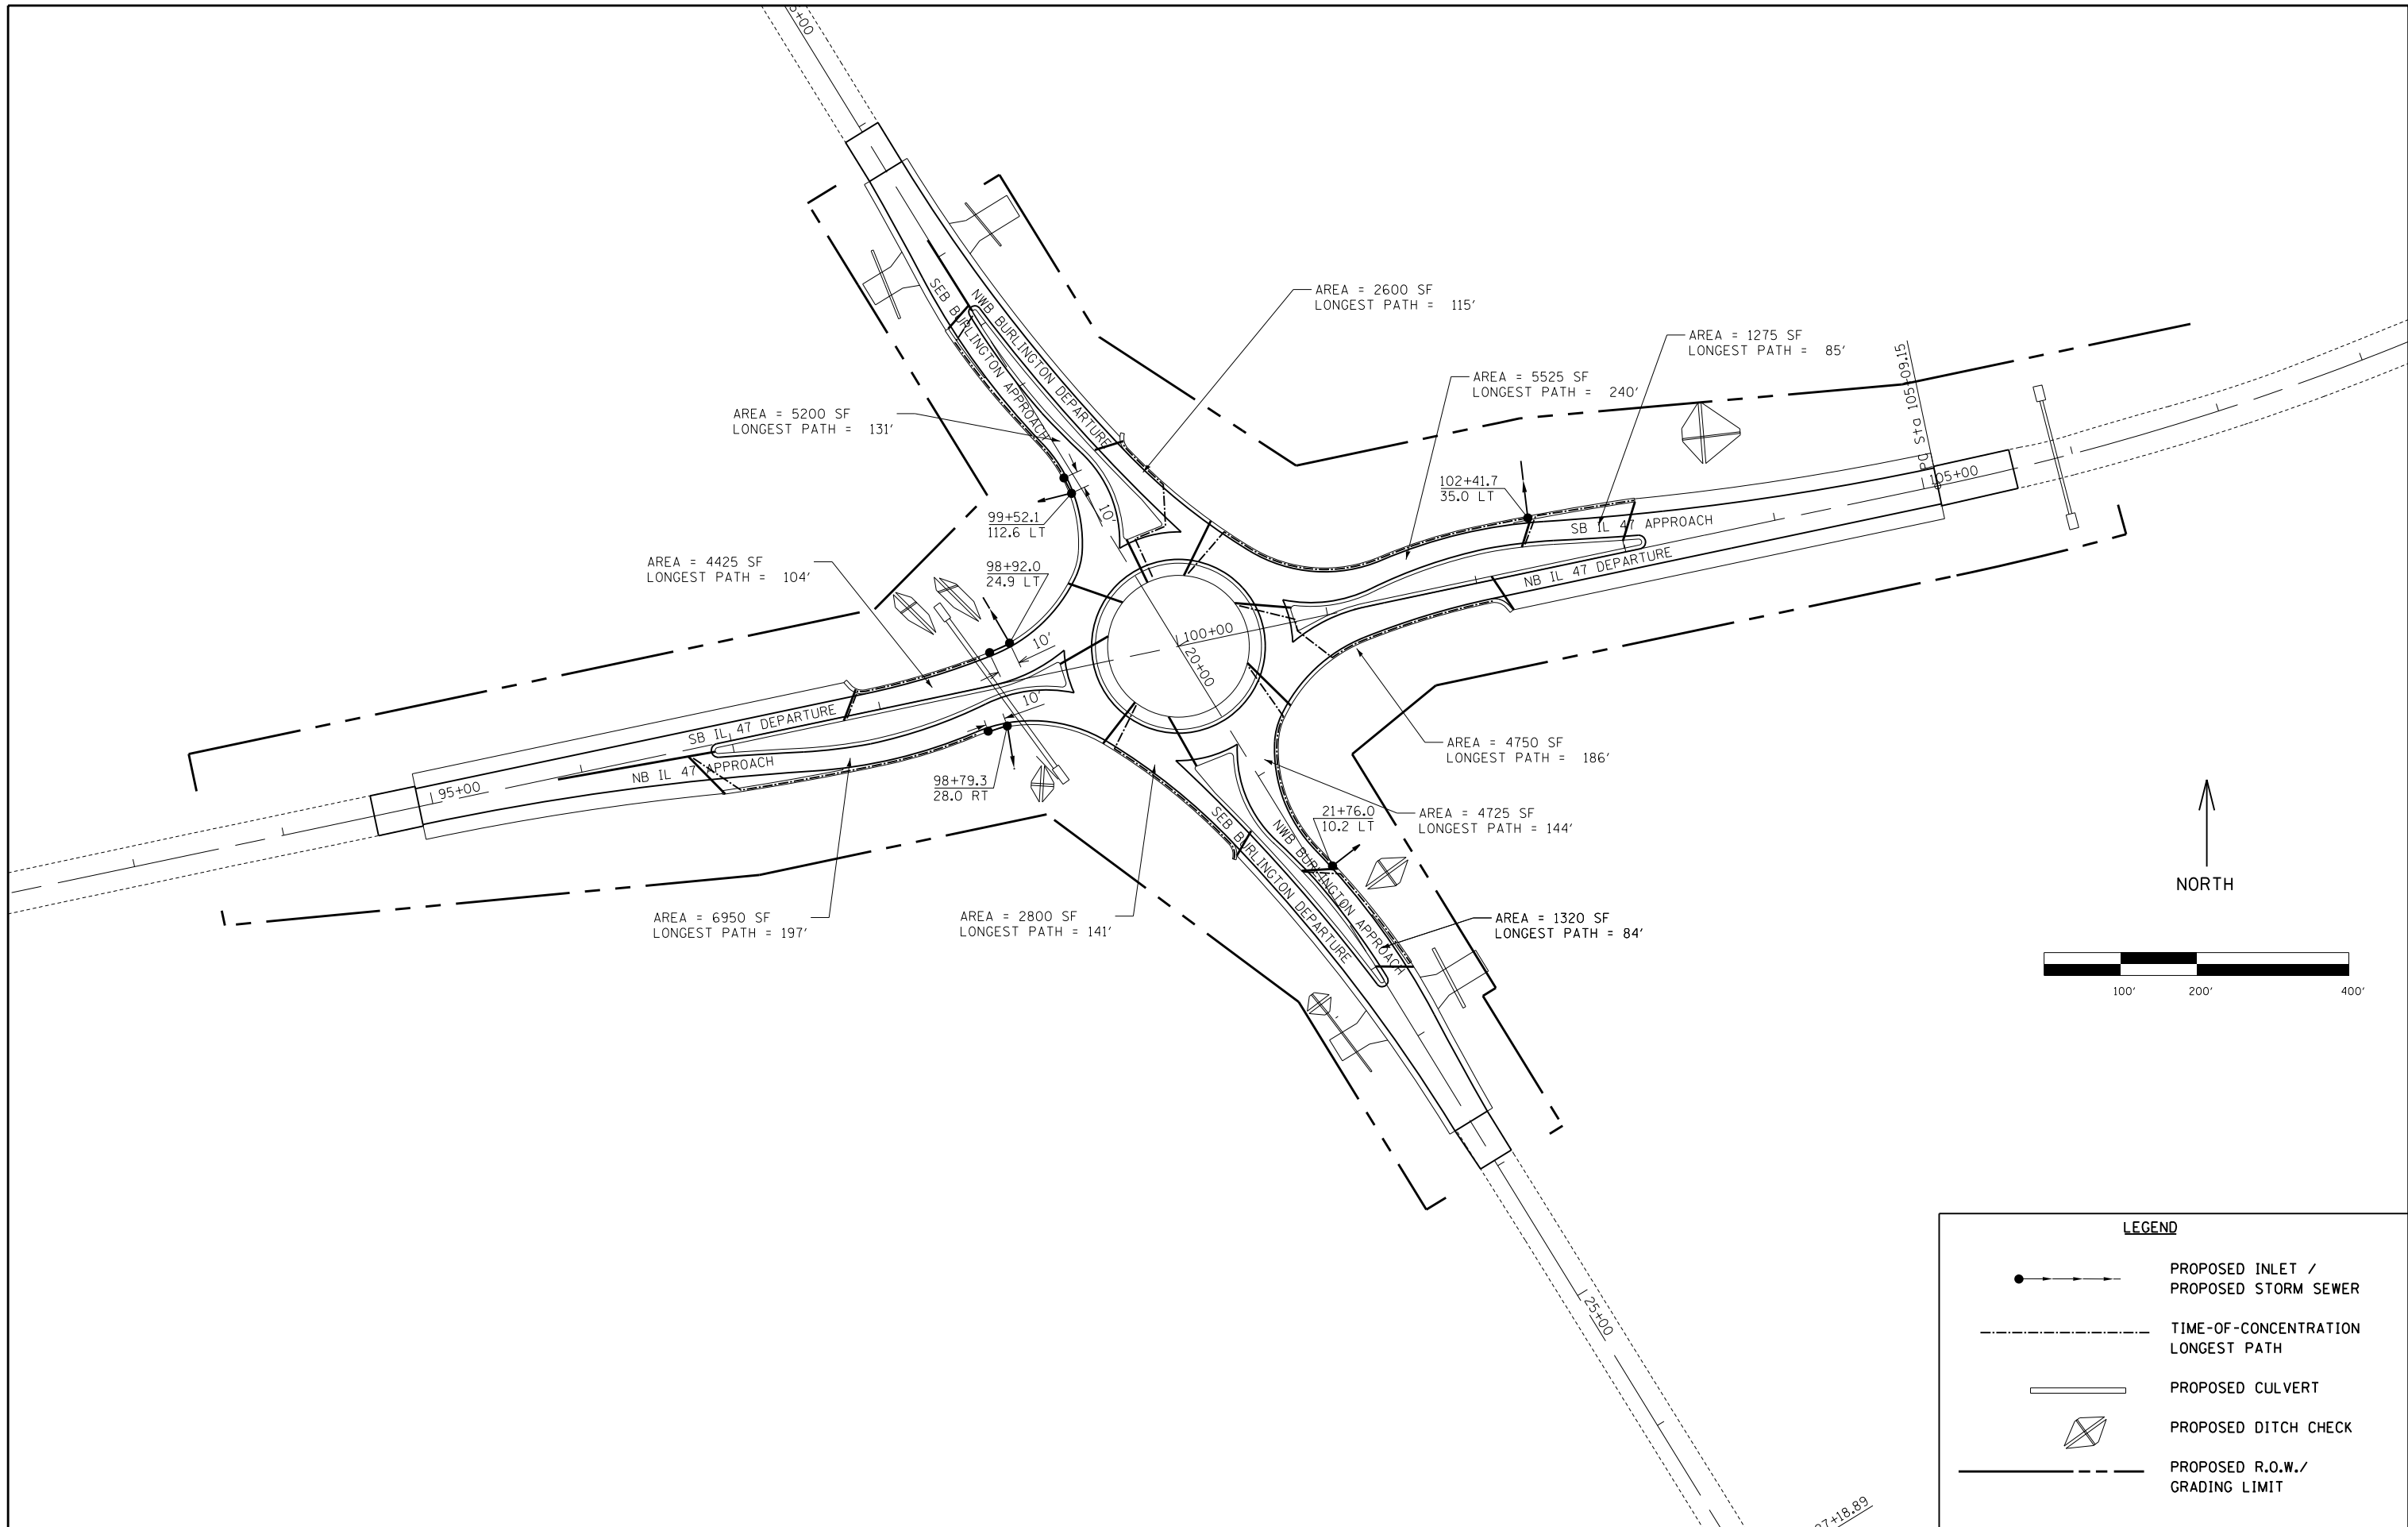 5+00
AREA = 2600 SF
LONGEST PATH = 115'
AREA = 1275 SF
LONGEST PATH = 85'
AREA = 5525 SF
LONGEST PATH = 240'
AREA = 5200 SF
LONGEST PATH = 131'
SEB BURLINGTON APPROACH
NWB BURLINGTON DEPARTURE
PC Sta 105+09.15
105+00
102+41.7
35.0 LT
SB IL 47 APPROACH
NB IL 47 DEPARTURE
10'
99+52.1
112.6 LT
AREA = 4425 SF
LONGEST PATH = 104'
98+92.0
24.9 LT
10'
100+00
20+00
10'
SB IL 47 DEPARTURE
NB IL 47 APPROACH
95+00
98+79.3
28.0 RT
AREA = 4750 SF
LONGEST PATH = 186'
21+76.0
10.2 LT
AREA = 4725 SF
LONGEST PATH = 144'
SEB BURLINGTON DEPARTURE
NWB BURLINGTON APPROACH
AREA = 6950 SF
LONGEST PATH = 197'
AREA = 2800 SF
LONGEST PATH = 141'
AREA = 1320 SF
LONGEST PATH = 84'
NORTH
100' 200' 400'
25+00
27+18.89
LEGEND
PROPOSED INLET /
PROPOSED STORM SEWER
TIME-OF-CONCENTRATION
LONGEST PATH
PROPOSED CULVERT
PROPOSED DITCH CHECK
PROPOSED R.O.W./
GRADING LIMIT